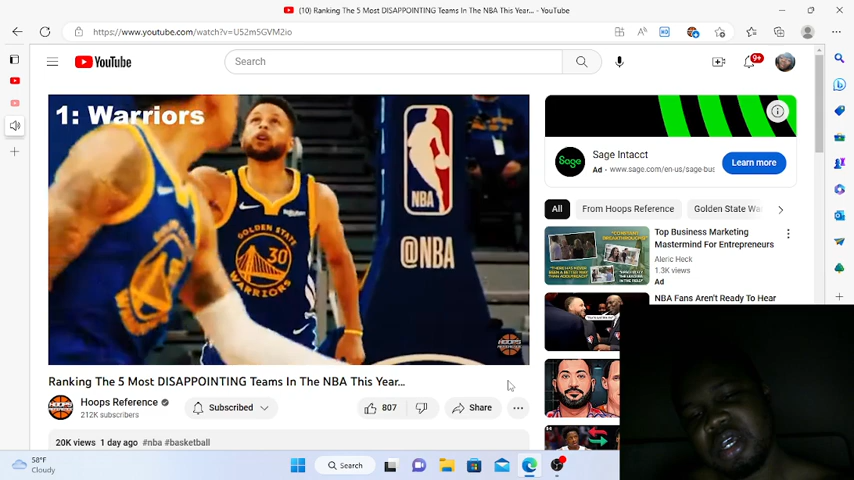 (10) Ranking The 5 Most DISAPPOINTING Teams In The NBA This Year... - YouTube
https://www.youtube.com/watch?v=U52m5GVM2io
YouTube
Search
9+
1: Warriors
GOLDEN STATE
30
WARRIORS
NBA
@NBA
Sage
Sage Intacct
Ad · www.sage.com/en-us/sage-bus
Learn more
All
From Hoops Reference
Golden State Wa
Top Business Marketing
Mastermind For Entrepreneurs
Aleric Heck
1.3K views
Ad
NBA Fans Aren't Ready To Hear
Ranking The 5 Most DISAPPOINTING Teams In The NBA This Year...
Hoops Reference
212K subscribers
Subscribed
807
Share
20K views 1 day ago #nba #basketball
58°F
Cloudy
Search